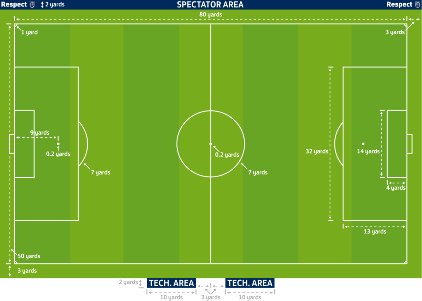 Respect
2 yards
SPECTATOR AREA
Respect
80 yards
1 yard
3 yards
9 yards
0.2 yards
7 yards
0.2 yards
7 yards
32 yards
14 yards
4 yards
13 yards
50 yards
3 yards
2 yards
TECH. AREA
TECH. AREA
10 yards
3 yards
10 yards